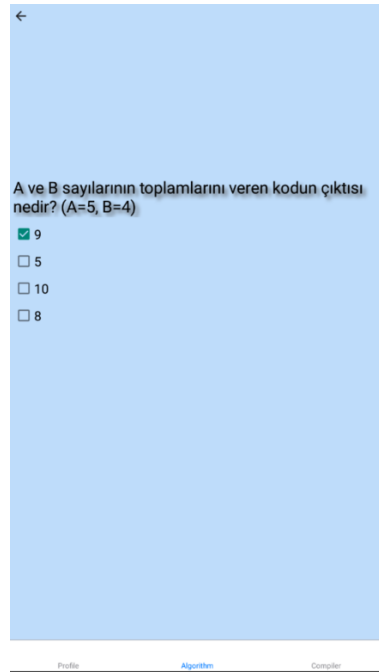 A ve B sayılarının toplamlarını veren kodun çıktısı
nedir? (A=5, B=4)
9
5
10
8
Profile Algorithm Compiler